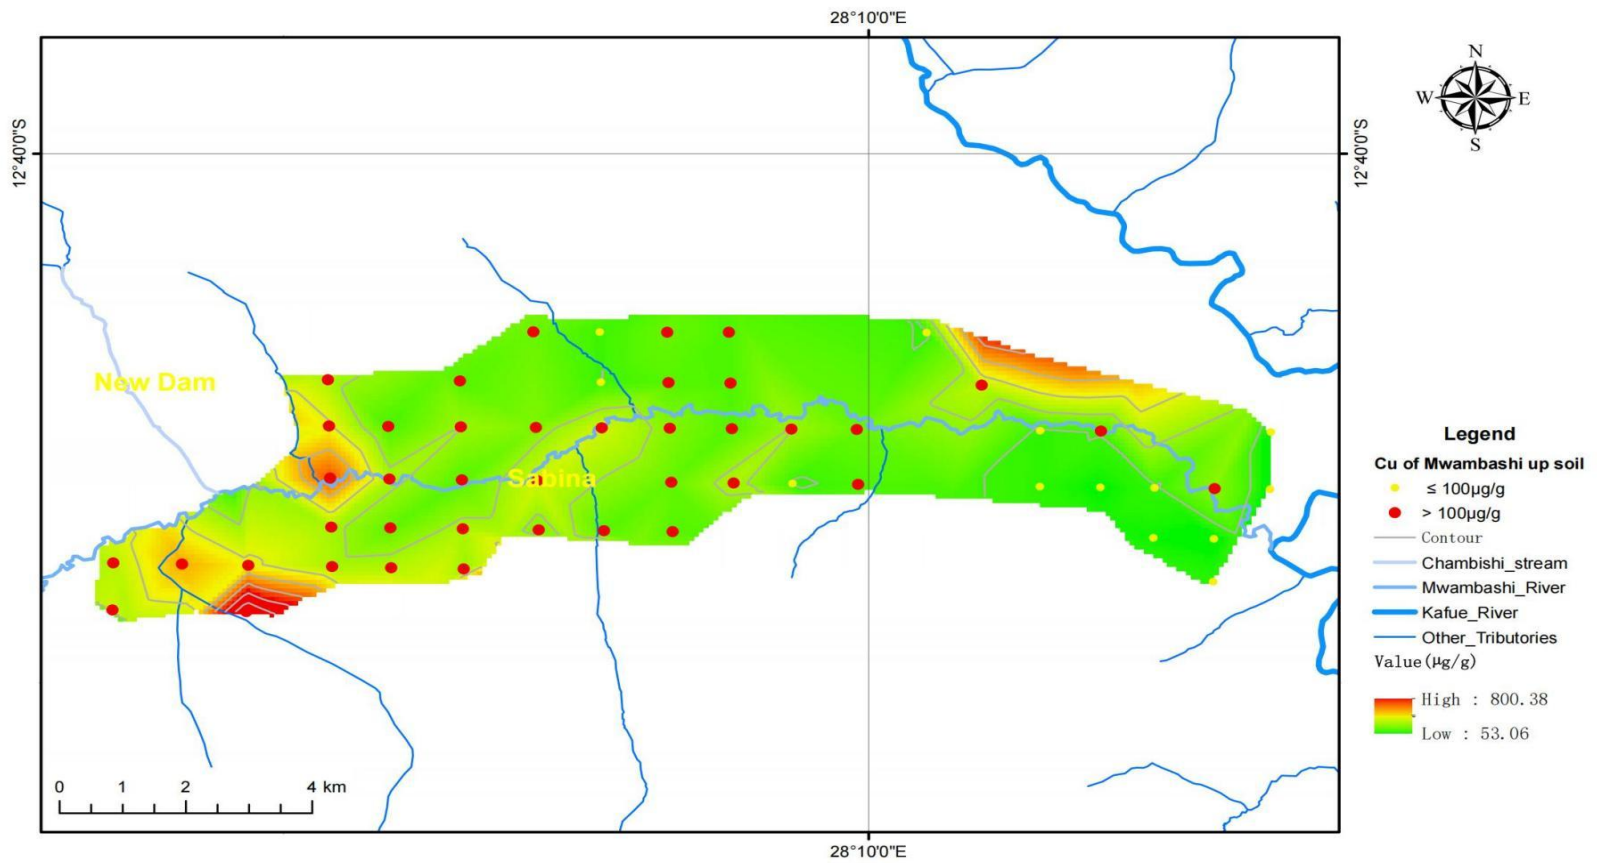 28°10'0"E
N
W E
S
12°40'0"S
12°40'0"S
New Dam
Sabina
Legend
Cu of Mwambashi up soil
≤ 100µg/g
> 100µg/g
Contour
Chambishi_stream
Mwambashi_River
Kafue_River
Other_Tributories
Value(µg/g)
High : 800.38
Low : 53.06
0 1 2 4 km
28°10'0"E